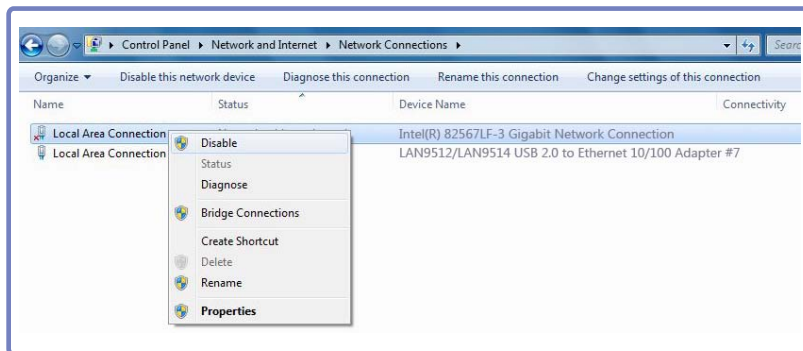 Control Panel ▸ Network and Internet ▸ Network Connections ▸
Organize Disable this network device Diagnose this connection Rename this connection Change settings of this connection
Name Status Device Name Connectivity
Local Area Connection Intel(R) 82567LF-3 Gigabit Network Connection
Local Area Connection LAN9512/LAN9514 USB 2.0 to Ethernet 10/100 Adapter #7
Disable
Status
Diagnose
Bridge Connections
Create Shortcut
Delete
Rename
Properties